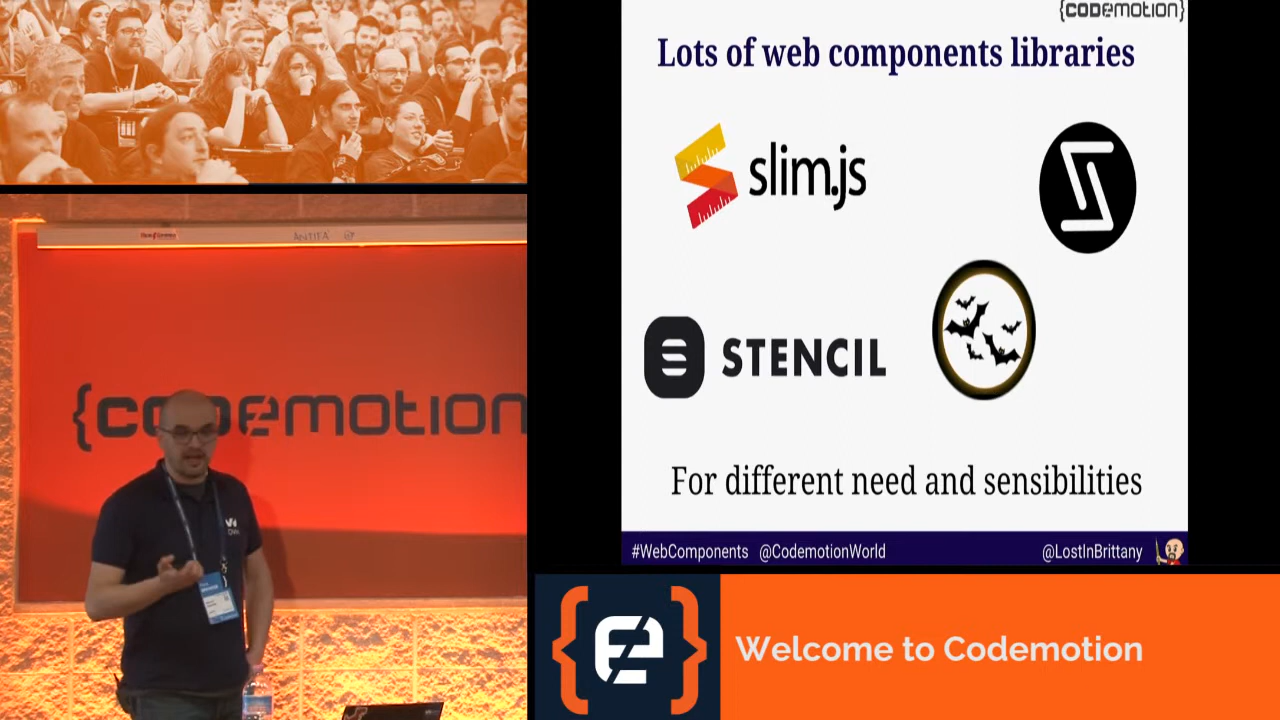 {CODEMOTION}
Lots of web components libraries
slim.js
STENCIL
For different need and sensibilities
#WebComponents @CodemotionWorld @LostInBrittany
ANTIFA
{codemotion
Welcome to Codemotion